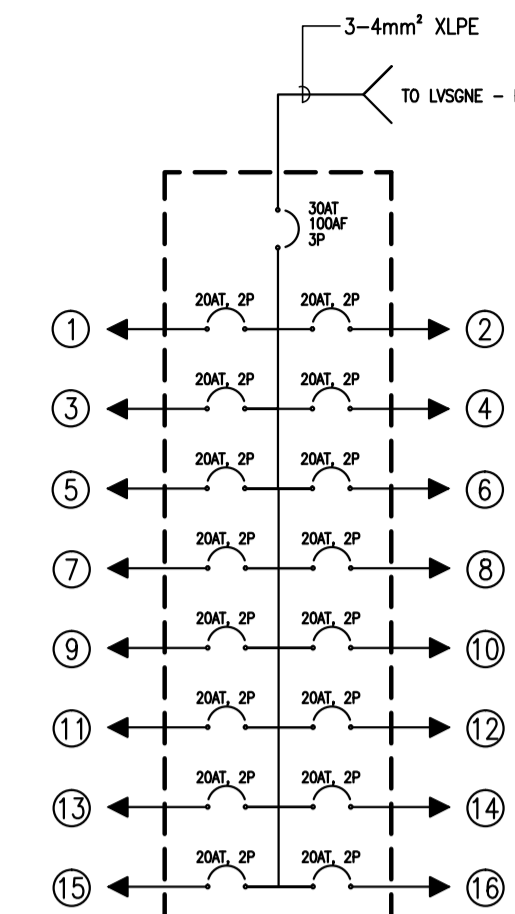 3-4mm² XLPE
TO LVSGNE -
30AT
100AF
3P
20AT, 2P 20AT, 2P
1 2
20AT, 2P 20AT, 2P
3 4
20AT, 2P 20AT, 2P
5 6
20AT, 2P 20AT, 2P
7 8
20AT, 2P 20AT, 2P
9 10
20AT, 2P 20AT, 2P
11 12
20AT, 2P 20AT, 2P
13 14
20AT, 2P 20AT, 2P
15 16